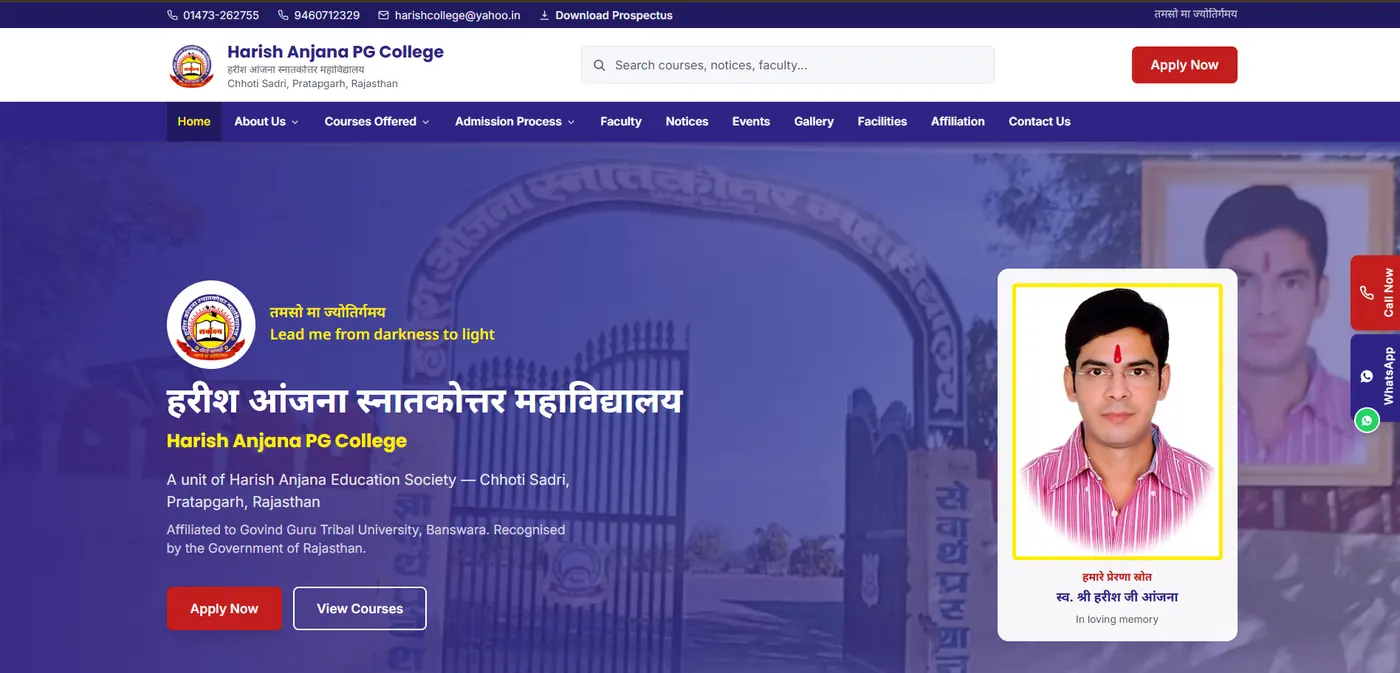 01473-262755
9460712329
harishcollege@yahoo.in
Download Prospectus
तमसो मा ज्योतिर्गमय
Harish Anjana PG College
हरीश आंजना स्नातकोत्तर महाविद्यालय
Chhoti Sadri, Pratapgarh, Rajasthan
Search courses, notices, faculty...
Apply Now
Home
About Us
Courses Offered
Admission Process
Faculty
Notices
Events
Gallery
Facilities
Affiliation
Contact Us
तमसो मा ज्योतिर्गमय
Lead me from darkness to light
हरीश आंजना स्नातकोत्तर महाविद्यालय
Harish Anjana PG College
A unit of Harish Anjana Education Society — Chhoti Sadri,
Pratapgarh, Rajasthan
Affiliated to Govind Guru Tribal University, Banswara. Recognised
by the Government of Rajasthan.
Apply Now
View Courses
हमारे प्रेरणा स्रोत
स्व. श्री हरीश जी आंजना
In loving memory
Call Now
WhatsApp